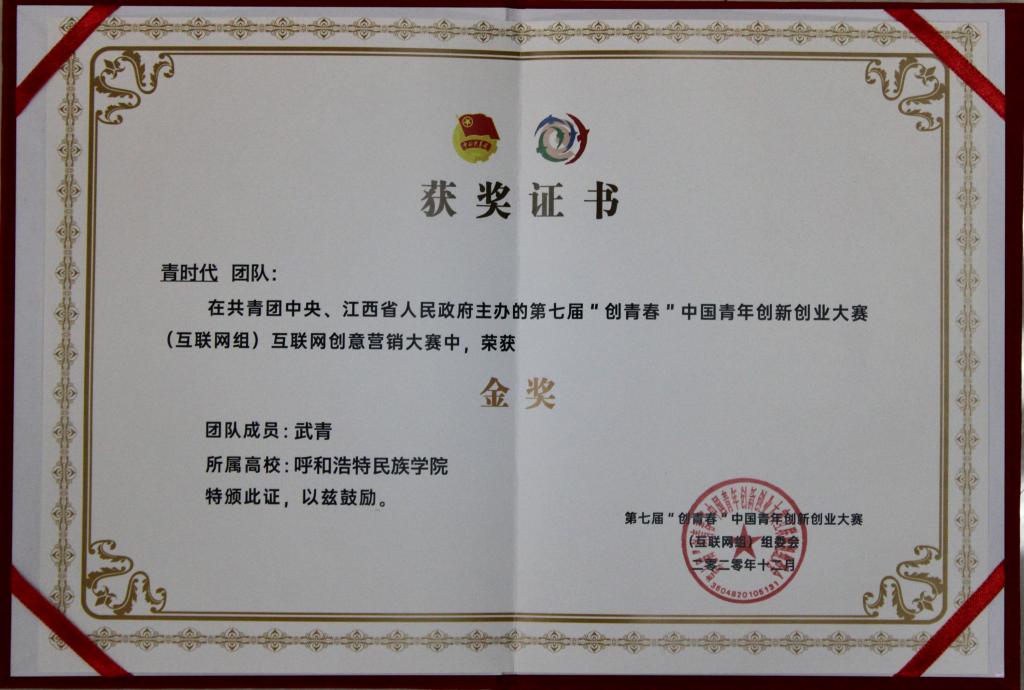 获奖证书
青时代 团队：
在共青团中央、江西省人民政府主办的第七届“创青春”中国青年创新创业大赛
（互联网组）互联网创意营销大赛中，荣获
金奖
团队成员：武青
所属高校：呼和浩特民族学院
特颁此证，以兹鼓励。
第七届“创青春”中国青年创新创业大赛
（互联网组）组委会
二零二零年十二月
3604820105191